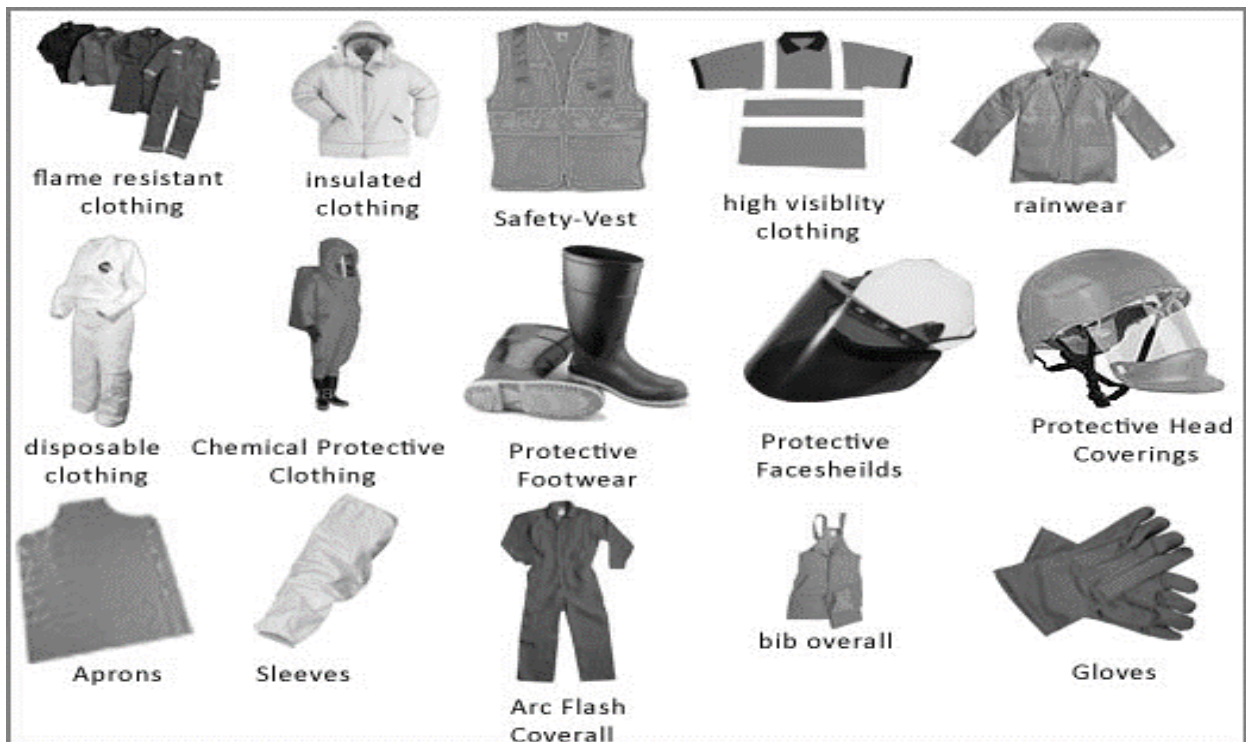 flame resistant
clothing
insulated
clothing
Safety-Vest
high visiblity
clothing
rainwear
disposable
clothing
Chemical Protective
Clothing
Protective
Footwear
Protective
Facesheilds
Protective Head
Coverings
Aprons
Sleeves
Arc Flash
Coverall
bib overall
Gloves